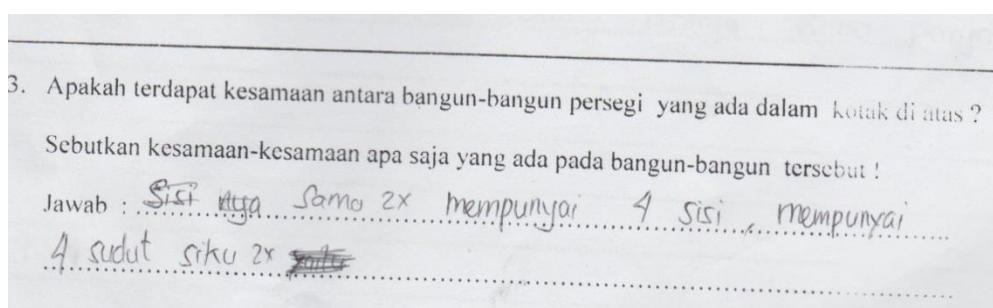 3. Apakah terdapat kesamaan antara bangun-bangun persegi yang ada dalam kotak di atas ?
Sebutkan kesamaan-kesamaan apa saja yang ada pada bangun-bangun tersebut !
Jawab : Sisi nya Sama 2x mempunyai 4 sisi, mempunyai
4 sudut siku 2x